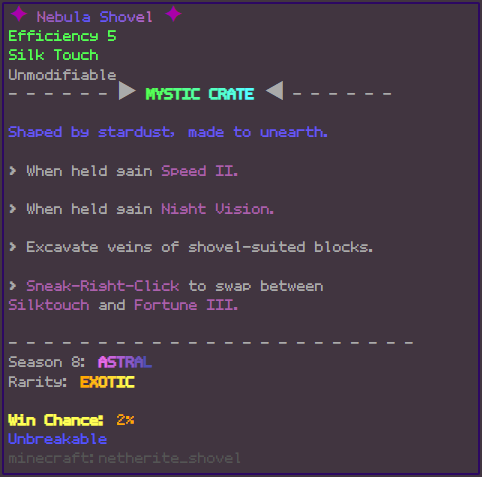 ✦ Nebula Shovel ✦
Efficiency 5
Silk Touch
Unmodifiable
- - - - - - ▶ MYSTIC CRATE ◀ - - - - - -
Shaped by stardust, made to unearth.
> When held gain Speed II.
> When held gain Night Vision.
> Excavate veins of shovel-suited blocks.
> Sneak-Right-Click to swap between
Silktouch and Fortune III.
- - - - - - - - - - - - - - - - - - - - - - - -
Season 8: ASTRAL
Rarity: EXOTIC
Win Chance: 2%
Unbreakable
minecraft:netherite_shovel